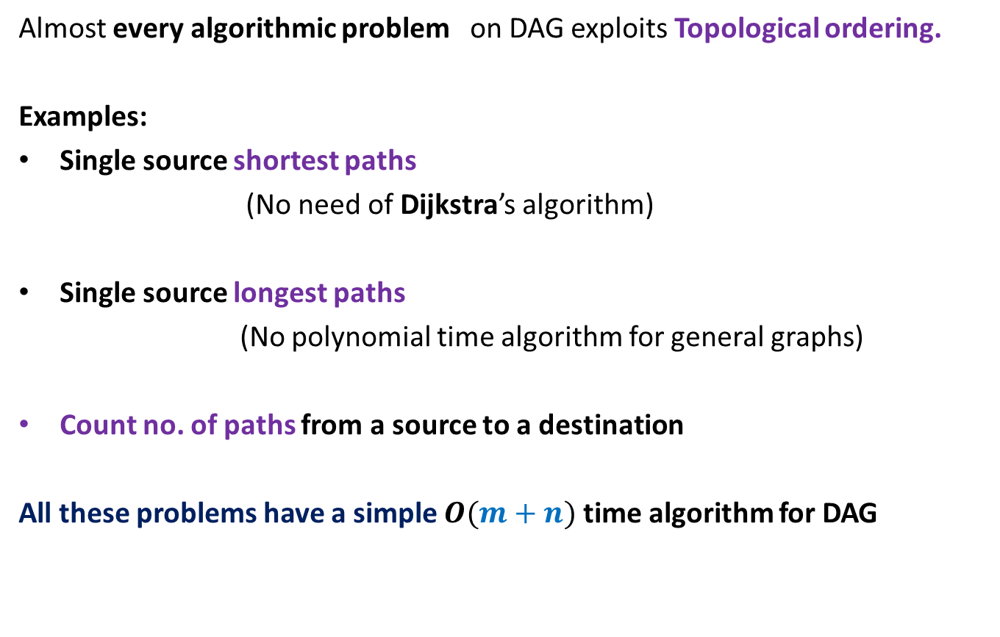 Almost every algorithmic problem on DAG exploits Topological ordering.
Examples:
• Single source shortest paths
(No need of Dijkstra’s algorithm)
• Single source longest paths
(No polynomial time algorithm for general graphs)
• Count no. of paths from a source to a destination
All these problems have a simple O(m + n) time algorithm for DAG